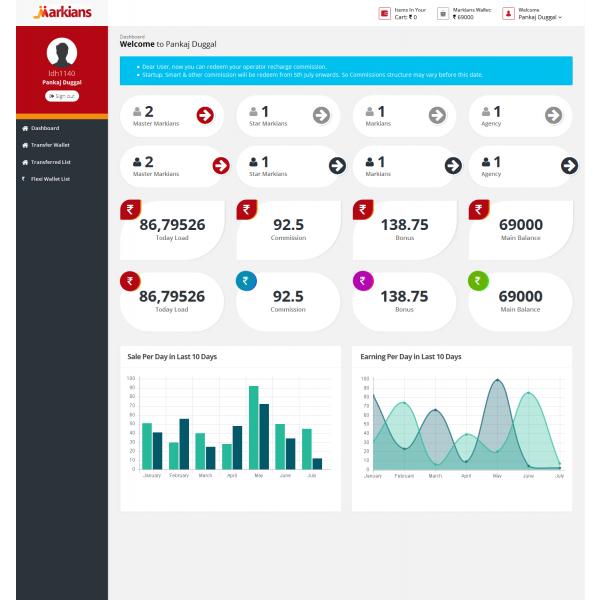 Markians
Items In Your
Cart: ₹ 0
Markians Wallet:
₹ 69000
Welcome
Pankaj Duggal
ldh1140
Pankaj Duggal
Sign out
Dashboard
Transfer Wallet
Transferred List
₹ Flexi Wallet List
Dashboard
Welcome to Pankaj Duggal
Dear User, now you can redeem your operator recharge commission.
Startup, Smart & other commission will be redeem from 5th July onwards. So Commissions structure may vary before this date.
2
Master Markians
1
Star Markians
1
Markians
1
Agency
2
Master Markians
1
Star Markians
1
Markians
1
Agency
₹
86,79526
Today Load
₹
92.5
Commission
₹
138.75
Bonus
₹
69000
Main Balance
₹
86,79526
Today Load
₹
92.5
Commission
₹
138.75
Bonus
₹
69000
Main Balance
Sale Per Day in Last 10 Days
100
90
80
70
60
50
40
30
20
10
0
January February March April May June July
Earning Per Day in Last 10 Days
100
90
80
70
60
50
40
30
20
10
0
January February March April May June July